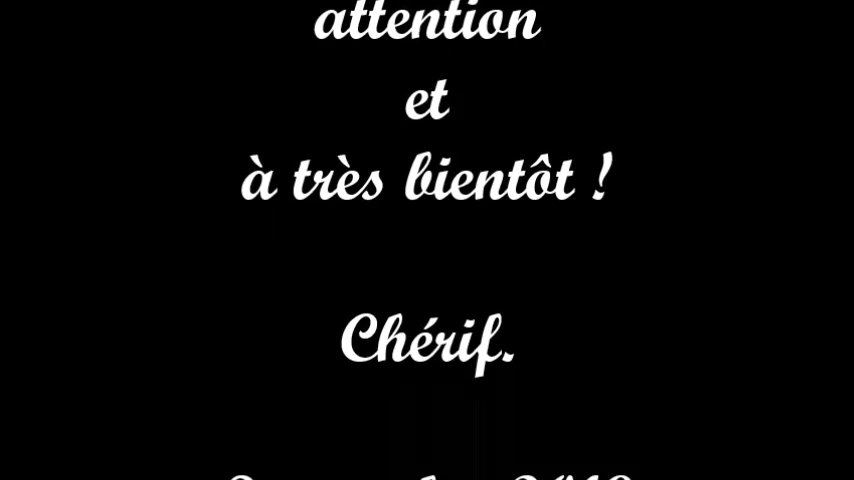 attention
et
à très bientôt !
Chérif.